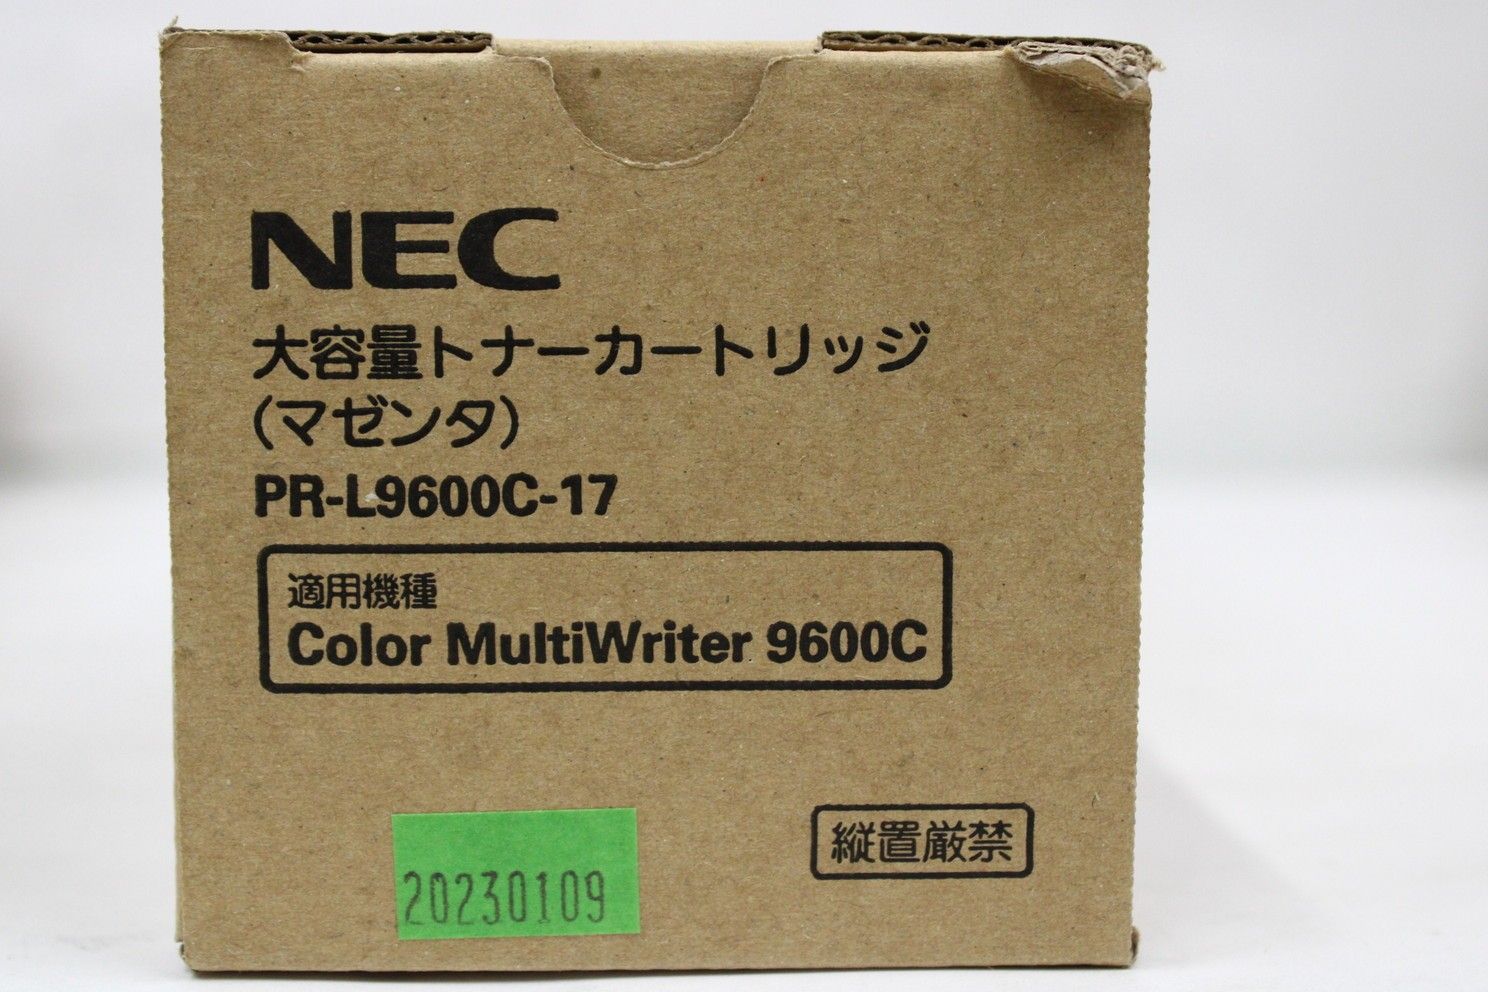 NEC
大容量トナーカートリッジ
(マゼンタ)
PR-L9600C-17
適用機種
Color MultiWriter 9600C
縦置厳禁
20230109